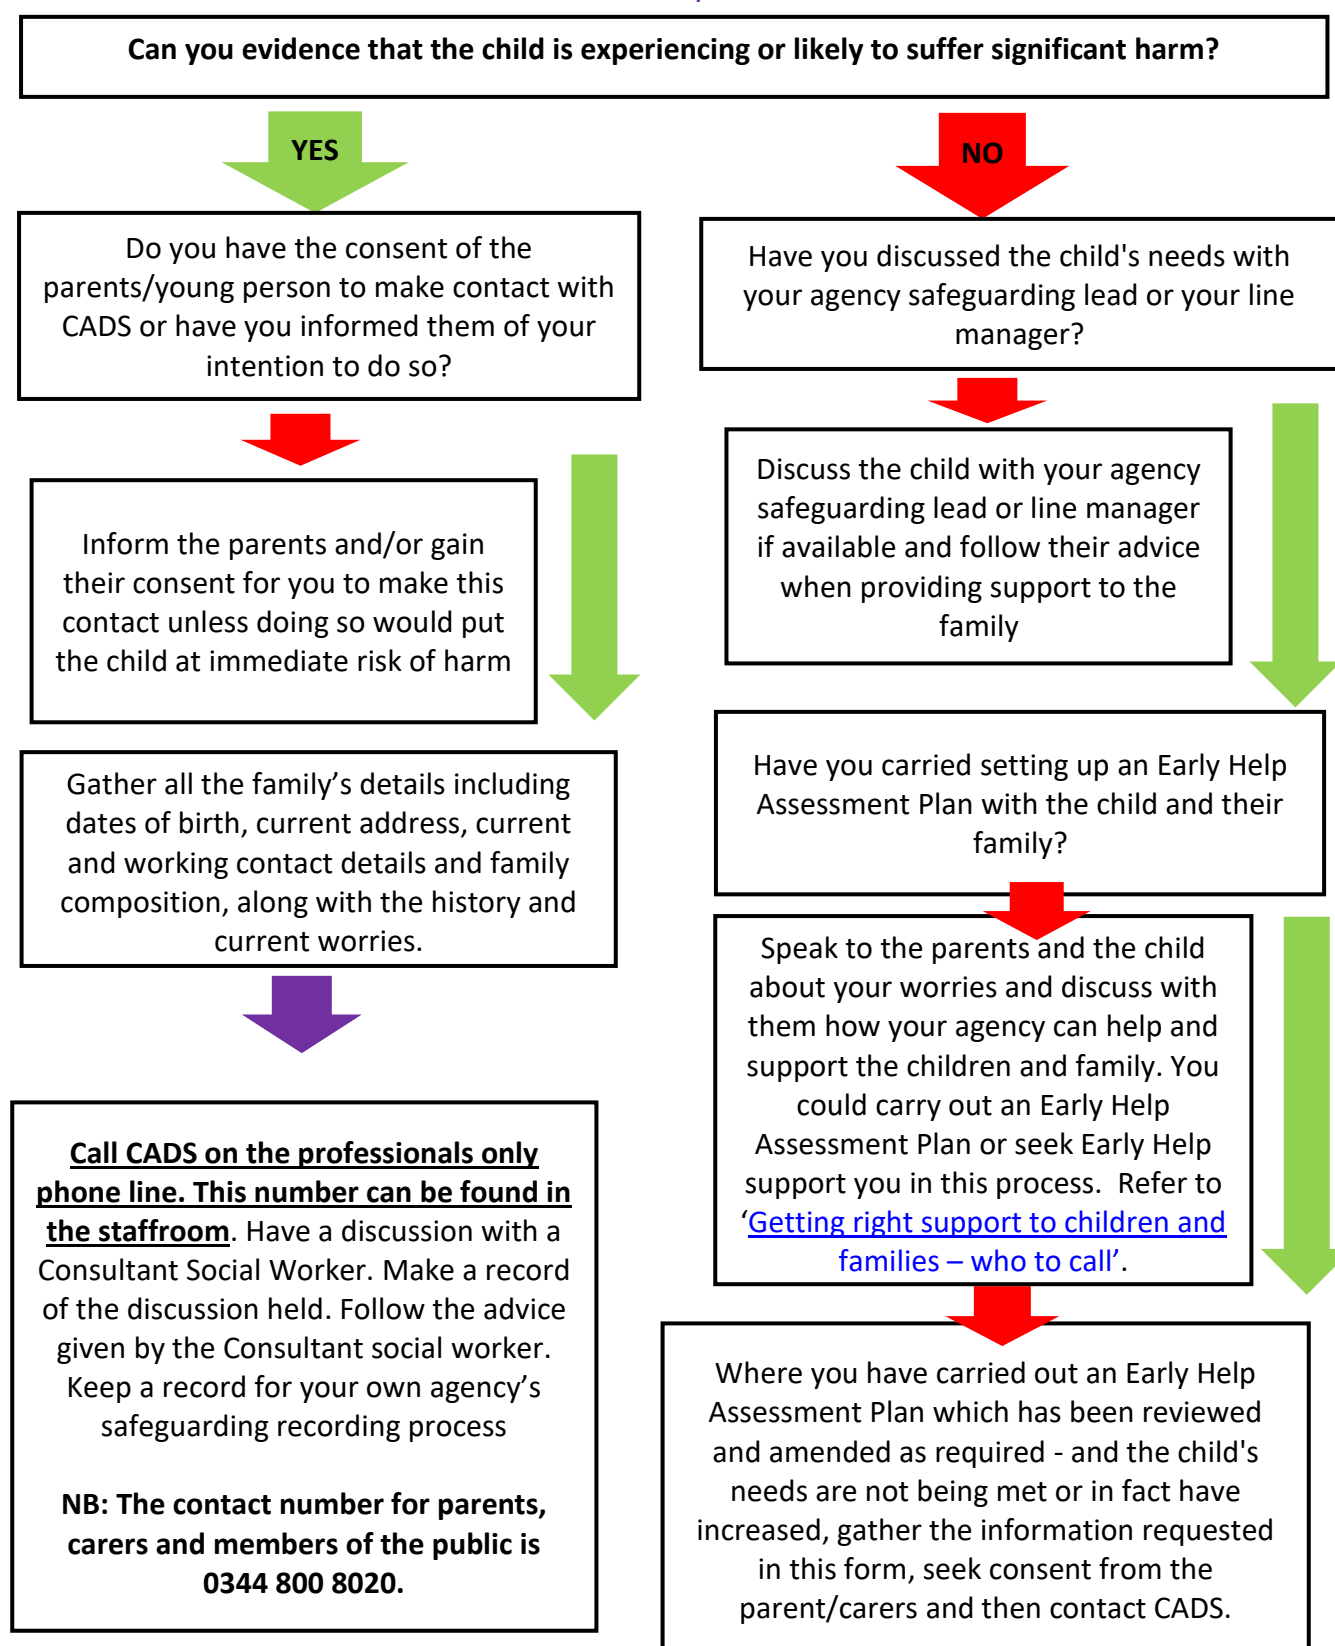 Can you evidence that the child is experiencing or likely to suffer significant harm?
YES
Do you have the consent of the
parents/young person to make contact with
CADS or have you informed them of your
intention to do so?
Inform the parents and/or gain
their consent for you to make this
contact unless doing so would put
the child at immediate risk of harm
Gather all the family’s details including
dates of birth, current address, current
and working contact details and family
composition, along with the history and
current worries.
Call CADS on the professionals only
phone line. This number can be found in
the staffroom. Have a discussion with a
Consultant Social Worker. Make a record
of the discussion held. Follow the advice
given by the Consultant social worker.
Keep a record for your own agency’s
safeguarding recording process
NB: The contact number for parents,
carers and members of the public is
0344 800 8020.
NO
Have you discussed the child's needs with
your agency safeguarding lead or your line
manager?
Discuss the child with your agency
safeguarding lead or line manager
if available and follow their advice
when providing support to the
family
Have you carried setting up an Early Help
Assessment Plan with the child and their
family?
Speak to the parents and the child
about your worries and discuss with
them how your agency can help and
support the children and family. You
could carry out an Early Help
Assessment Plan or seek Early Help
support you in this process.  Refer to
‘Getting right support to children and
families – who to call’.
Where you have carried out an Early Help
Assessment Plan which has been reviewed
and amended as required - and the child's
needs are not being met or in fact have
increased, gather the information requested
in this form, seek consent from the
parent/carers and then contact CADS.